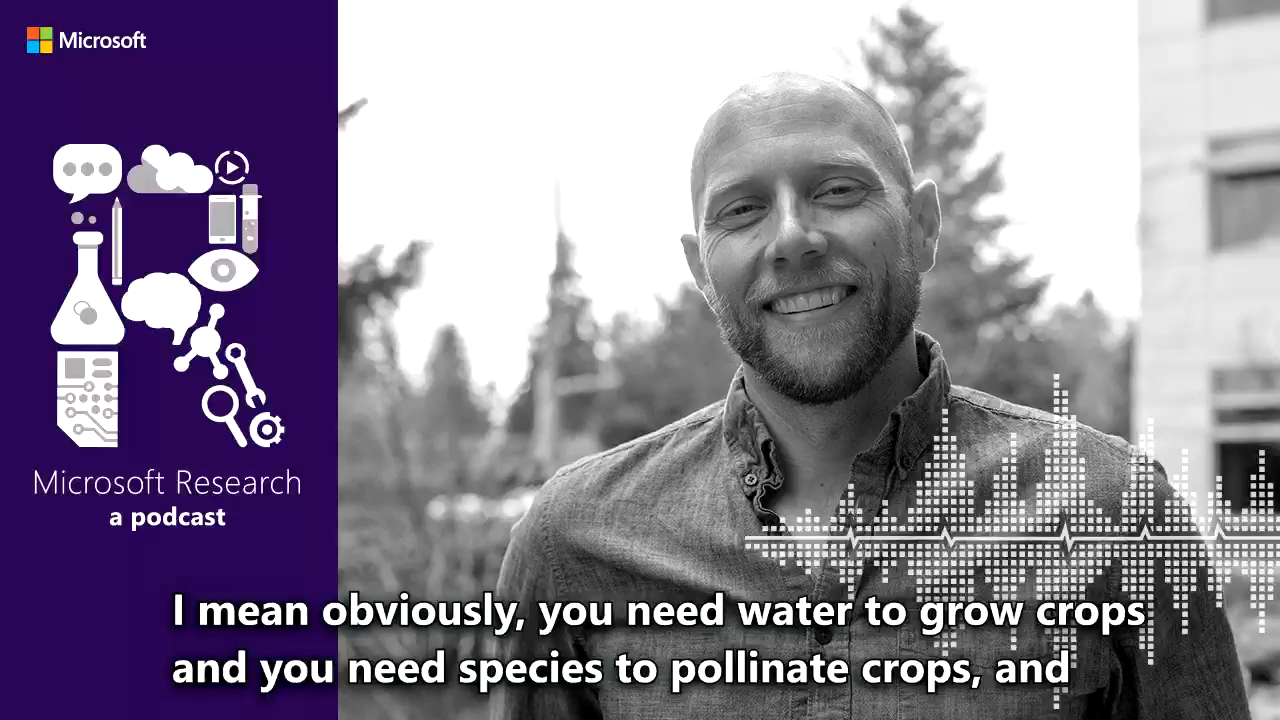 Microsoft
Microsoft Research
a podcast
I mean obviously, you need water to grow crops
and you need species to pollinate crops, and